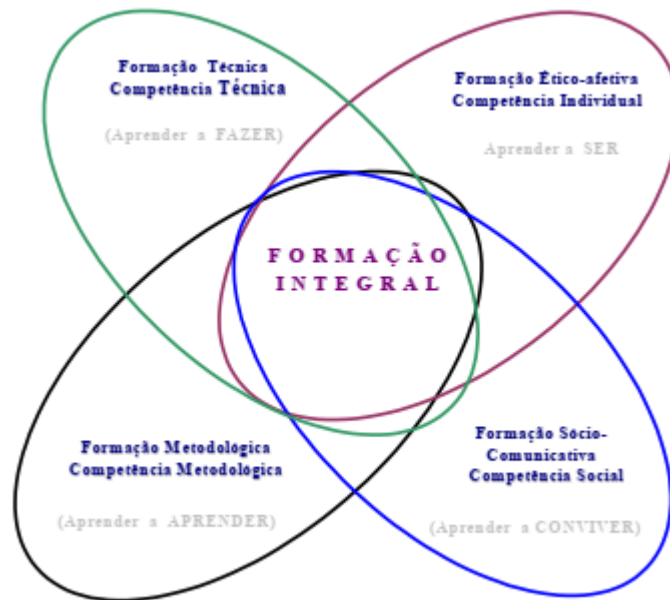 Formação Técnica
Competência Técnica
(Aprender a FAZER)
Formação Ético-afetiva
Competência Individual
Aprender a SER
FORMAÇÃO
INTEGRAL
Formação Metodológica
Competência Metodológica
(Aprender a APRENDER)
Formação Sócio-
Comunicativa
Competência Social
(Aprender a CONVIVER)